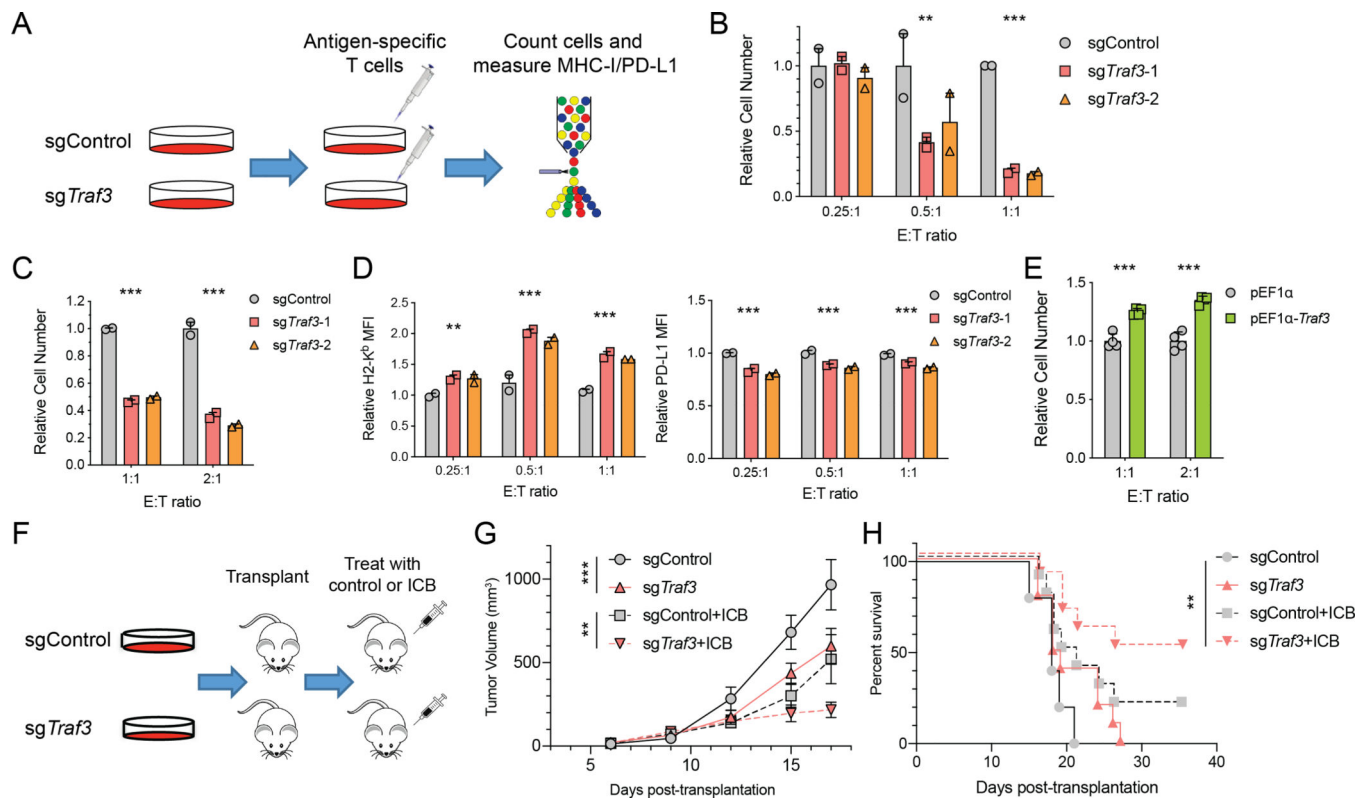 A
Antigen-specific
T cells
Count cells and
measure MHC-I/PD-L1
sgControl
sgTraf3
B
Relative Cell Number
1.0
0.5
0.0
**
***
0.25:1
0.5:1
1:1
E:T ratio
sgControl
sgTraf3-1
sgTraf3-2
C
Relative Cell Number
1.2
1.0
0.8
0.6
0.4
0.2
0.0
***
***
1:1
2:1
E:T ratio
sgControl
sgTraf3-1
sgTraf3-2
D
Relative H2-Kᵇ MFI
2.5
2.0
1.5
1.0
0.5
0.0
**
***
***
0.25:1
0.5:1
1:1
E:T ratio
Relative PD-L1 MFI
1.5
1.0
0.5
0.0
***
***
***
0.25:1
0.5:1
1:1
E:T ratio
sgControl
sgTraf3-1
sgTraf3-2
E
Relative Cell Number
1.5
1.0
0.5
0.0
***
***
1:1
2:1
E:T ratio
pEF1α
pEF1α-Traf3
F
Transplant
Treat with
control or ICB
sgControl
sgTraf3
G
Tumor Volume (mm³)
1000
500
0
5
10
15
Days post-transplantation
***
**
sgControl
sgTraf3
sgControl+ICB
sgTraf3+ICB
H
Percent survival
100
50
0
0
10
20
30
40
Days post-transplantation
**
sgControl
sgTraf3
sgControl+ICB
sgTraf3+ICB